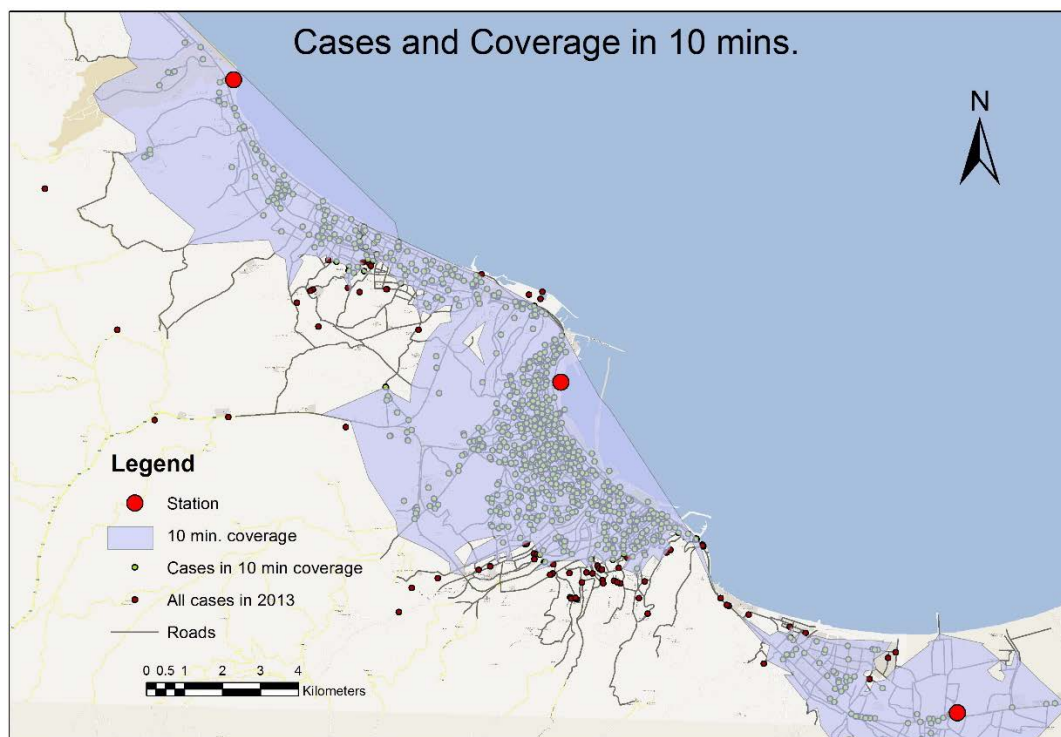 Cases and Coverage in 10 mins.
N
Legend
Station
10 min. coverage
Cases in 10 min coverage
All cases in 2013
Roads
0 0.5 1 2 3 4
Kilometers